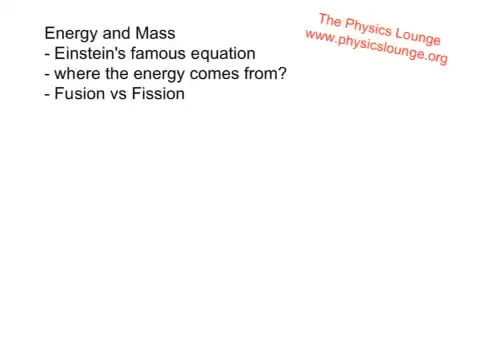 Energy and Mass
- Einstein's famous equation
- where the energy comes from?
- Fusion vs Fission
The Physics Lounge
www.physicslounge.org